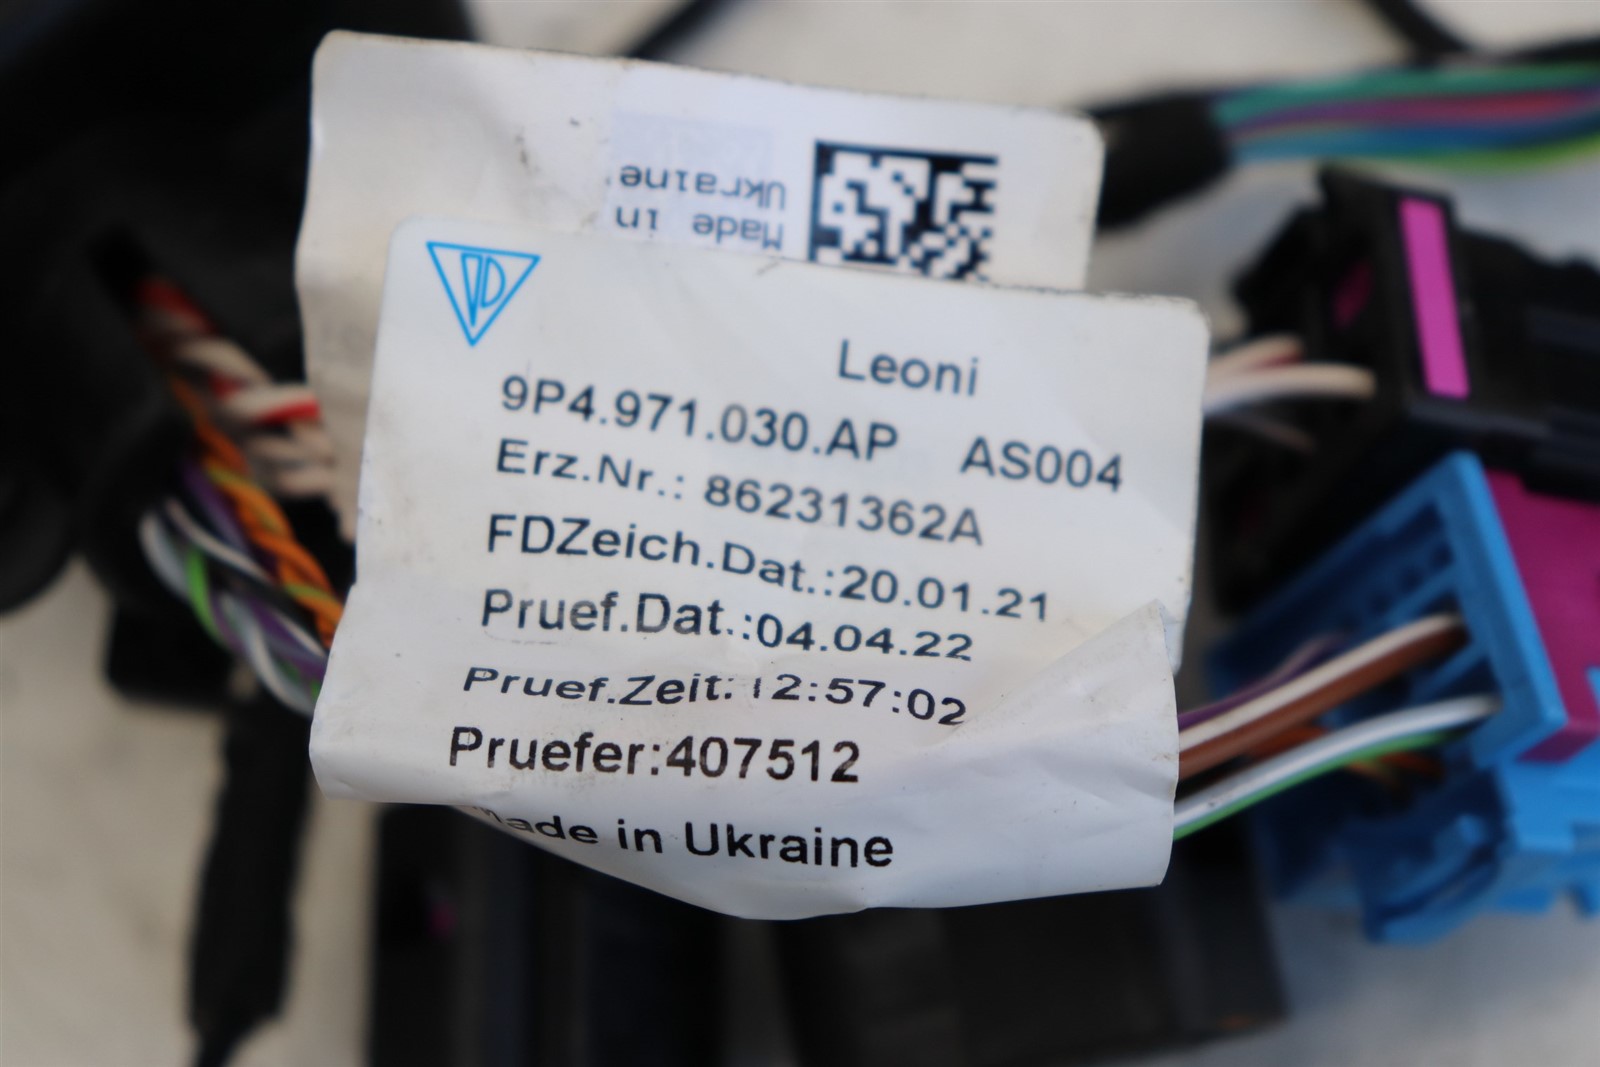 Made in
Ukraine
Leoni
9P4.971.030.AP AS004
Erz.Nr.: 86231362A
FDZeich.Dat.:20.01.21
Pruef.Dat.:04.04.22
Pruef.Zeit: 12:57:02
Pruefer:407512
made in Ukraine